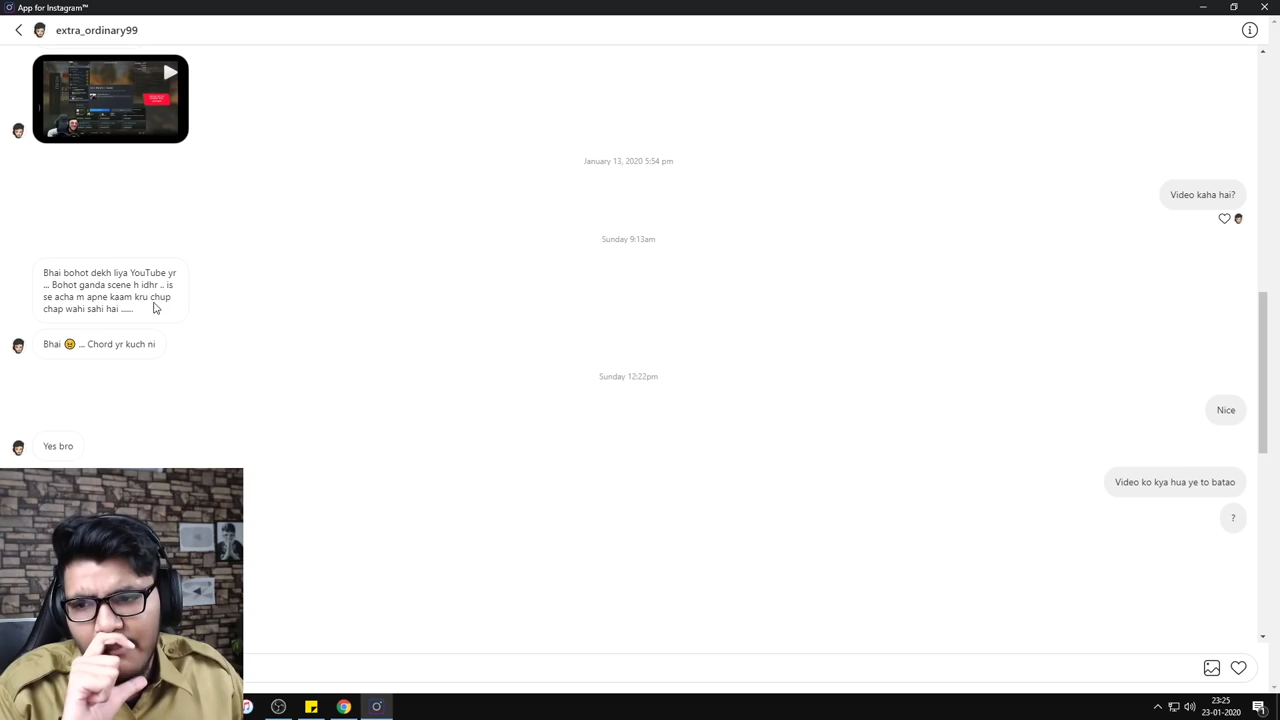 App for Instagram™
extra_ordinary99
January 13, 2020 5:54 pm
Video kaha hai?
Sunday 9:13am
Bhai bohot dekh liya YouTube yr
... Bohot ganda scene h idhr .. is
se acha m apne kaam kru chup
chap wahi sahi hai ......
Bhai 😖 ... Chord yr kuch ni
Sunday 12:22pm
Nice
Yes bro
Video ko kya hua ye to batao
?
23:25
23-01-2020
1